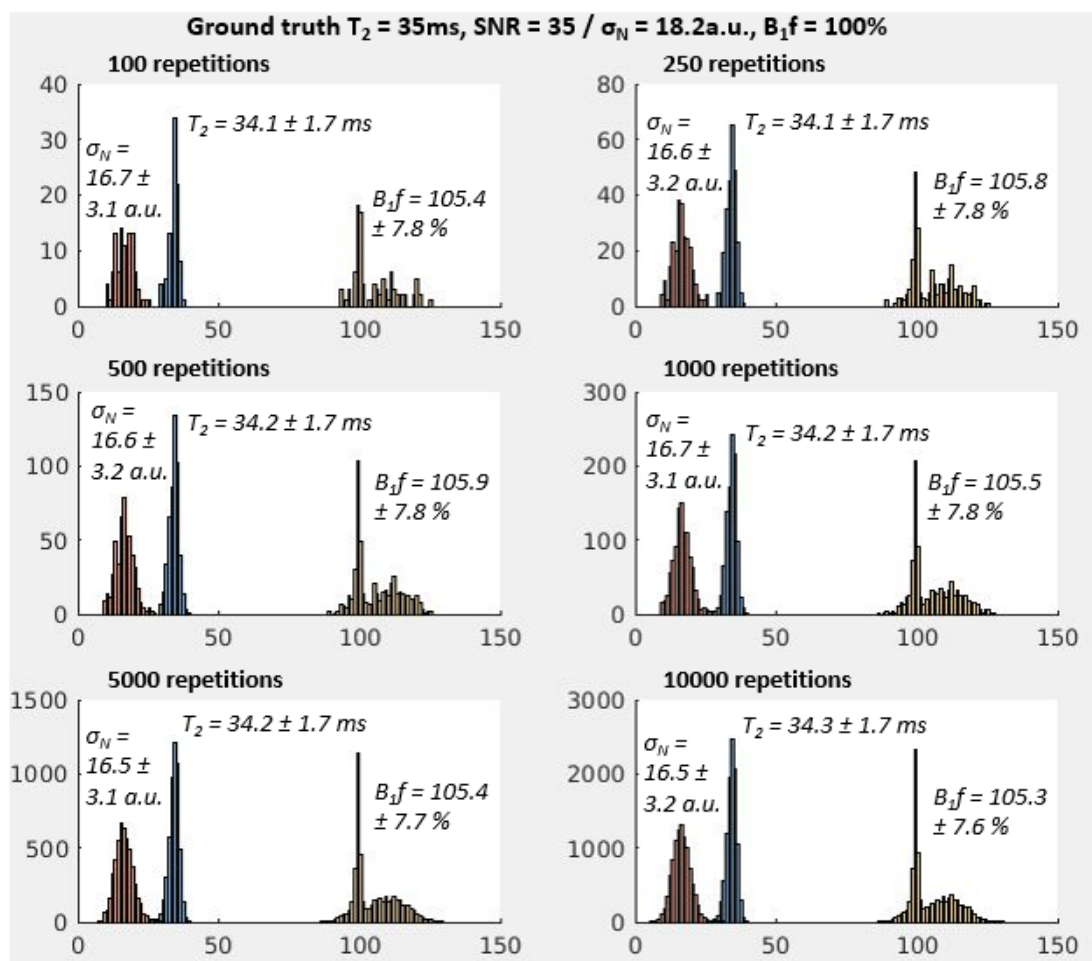 Ground truth T₂ = 35ms, SNR = 35 / σ_N = 18.2a.u., B₁f = 100%
100 repetitions
40
30
20
10
0
0 50 100 150
σ_N =
16.7 ±
3.1 a.u.
T₂ = 34.1 ± 1.7 ms
B₁f = 105.4
± 7.8 %
250 repetitions
80
60
40
20
0
0 50 100 150
σ_N =
16.6 ±
3.2 a.u.
T₂ = 34.1 ± 1.7 ms
B₁f = 105.8
± 7.8 %
500 repetitions
150
100
50
0
0 50 100 150
σ_N =
16.6 ±
3.2 a.u.
T₂ = 34.2 ± 1.7 ms
B₁f = 105.9
± 7.8 %
1000 repetitions
300
200
100
0
0 50 100 150
σ_N =
16.7 ±
3.1 a.u.
T₂ = 34.2 ± 1.7 ms
B₁f = 105.5
± 7.8 %
5000 repetitions
1500
1000
500
0
0 50 100 150
σ_N =
16.5 ±
3.1 a.u.
T₂ = 34.2 ± 1.7 ms
B₁f = 105.4
± 7.7 %
10000 repetitions
3000
2000
1000
0
0 50 100 150
σ_N =
16.5 ±
3.2 a.u.
T₂ = 34.3 ± 1.7 ms
B₁f = 105.3
± 7.6 %